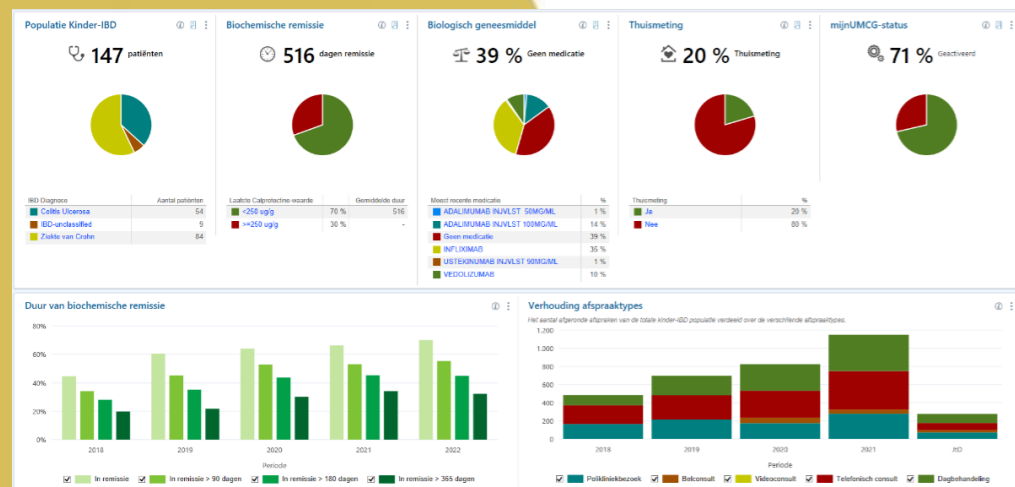 Populatie Kinder-IBD
147 patiënten
IBD Diagnose Aantal patiënten
Colitis Ulcerosa 54
IBD-unclassified 9
Ziekte van Crohn 84
Biochemische remissie
516 dagen remissie
Laatste Calprotectine-waarde Gemiddelde duur
<250 ug/g 70 % 516
>=250 ug/g 30 % -
Biologisch geneesmiddel
39 % Geen medicatie
Meest recente medicatie %
ADALIMUMAB INJVLST 50MG/ML 1 %
ADALIMUMAB INJVLST 100MG/ML 14 %
Geen medicatie 39 %
INFLIXIMAB 35 %
USTEKINUMAB INJVLST 90MG/ML 1 %
VEDOLIZUMAB 10 %
Thuismeting
20 % Thuismeting
Thuismeting %
Ja 20 %
Nee 80 %
mijnUMCG-status
71 % Geactiveerd
Duur van biochemische remissie
80%
60%
40%
20%
0%
2018 2019 2020 2021 2022
Periode
In remissie In remissie > 90 dagen In remissie > 180 dagen In remissie > 365 dagen
Verhouding afspraaktypes
Het aantal afgeronde afspraken van de totale kinder-IBD populatie verdeeld over de verschillende afspraaktypes.
1.200
1.000
800
600
400
200
0
2018 2019 2020 2021 JtD
Periode
Polikliniekbezoek Belconsult Videoconsult Telefonisch consult Dagbehandeling